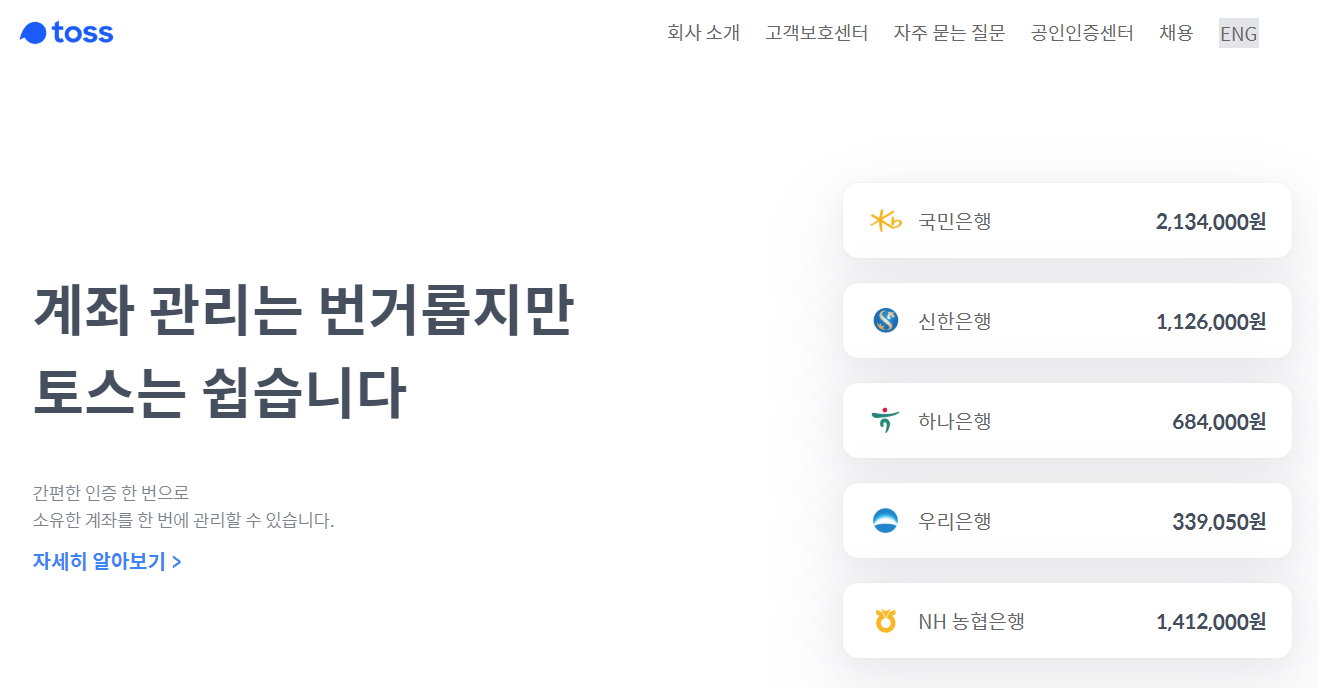 toss
회사 소개 고객보호센터 자주 묻는 질문 공인인증센터 채용 ENG
계좌 관리는 번거롭지만
토스는 쉽습니다
간편한 인증 한 번으로
소유한 계좌를 한 번에 관리할 수 있습니다.
자세히 알아보기 >
국민은행 2,134,000원
신한은행 1,126,000원
하나은행 684,000원
우리은행 339,050원
NH 농협은행 1,412,000원